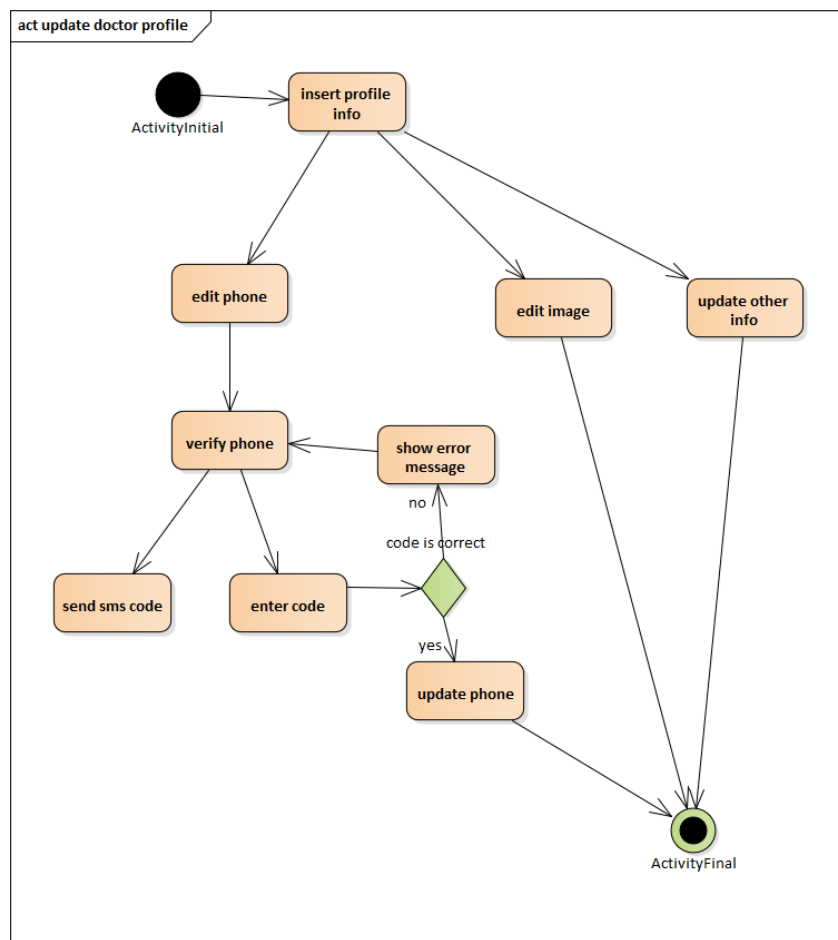 act update doctor profile
insert profile
info
ActivityInitial
edit phone
edit image
update other
info
verify phone
show error
message
no
code is correct
send sms code
enter code
yes
update phone
ActivityFinal